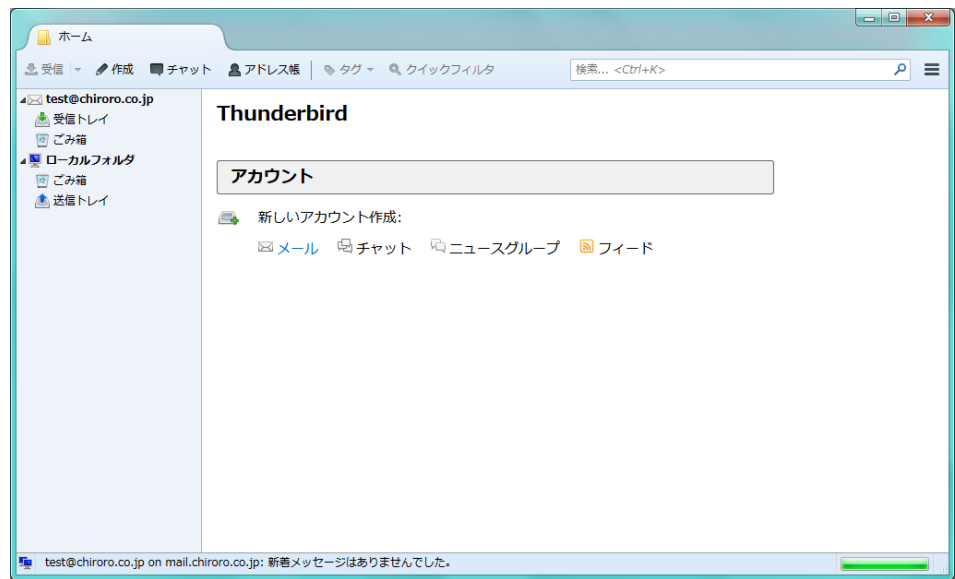 ホーム
受信 作成 チャット アドレス帳 タグ クイックフィルタ 検索... <Ctrl+K>
test@chiroro.co.jp
受信トレイ
ごみ箱
ローカルフォルダ
ごみ箱
送信トレイ
Thunderbird
アカウント
新しいアカウント作成:
メール チャット ニュースグループ フィード
test@chiroro.co.jp on mail.chiroro.co.jp: 新着メッセージはありませんでした。